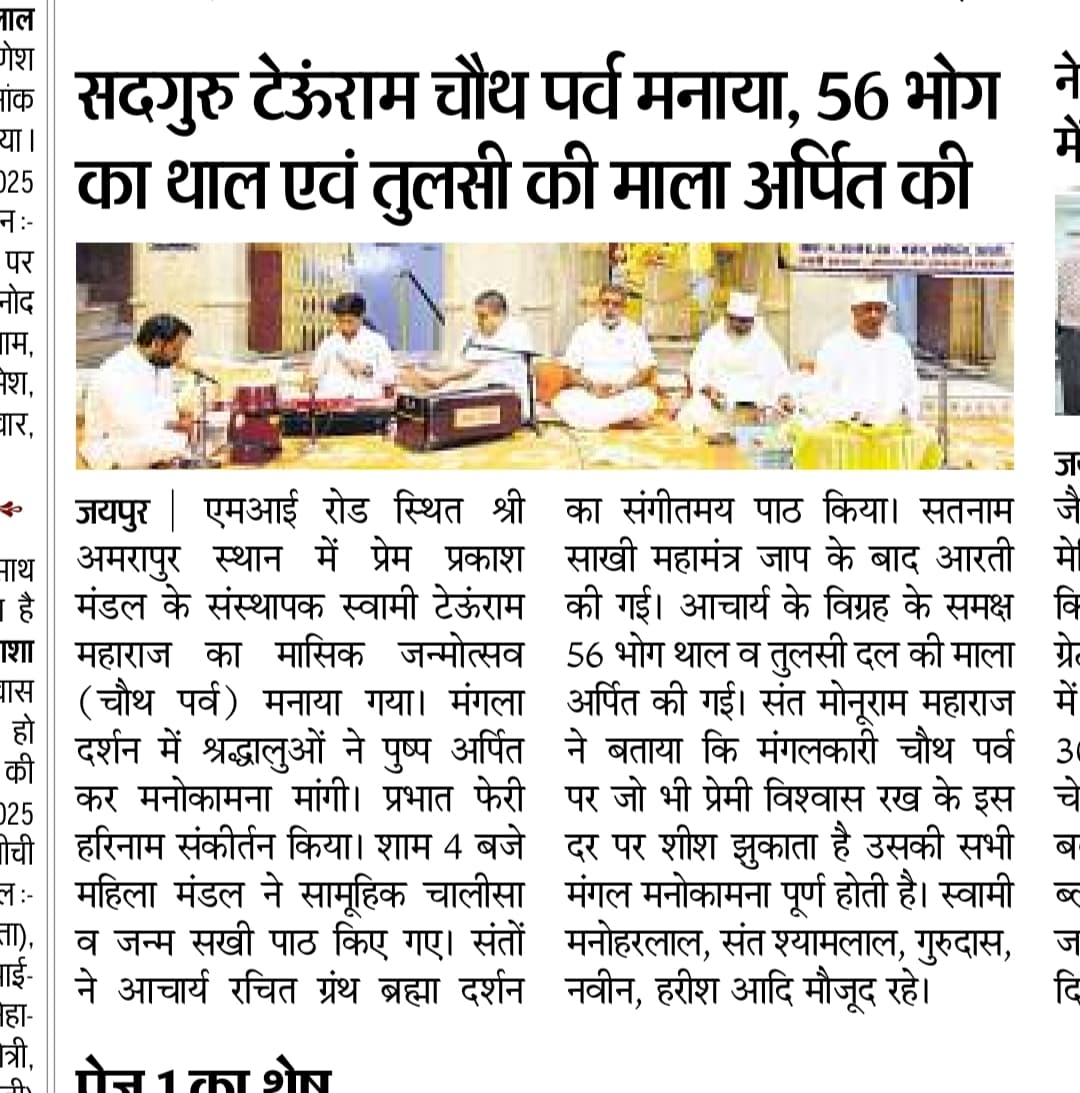 सदगुरु टेऊंराम चौथ पर्व मनाया, 56 भोग
का थाल एवं तुलसी की माला अर्पित की
जयपुर | एमआई रोड स्थित श्री
अमरापुर स्थान में प्रेम प्रकाश
मंडल के संस्थापक स्वामी टेऊंराम
महाराज का मासिक जन्मोत्सव
(चौथ पर्व) मनाया गया। मंगला
दर्शन में श्रद्धालुओं ने पुष्प अर्पित
कर मनोकामना मांगी। प्रभात फेरी
हरिनाम संकीर्तन किया। शाम 4 बजे
महिला मंडल ने सामूहिक चालीसा
व जन्म सखी पाठ किए गए। संतों
ने आचार्य रचित ग्रंथ ब्रह्मा दर्शन
का संगीतमय पाठ किया। सतनाम
साखी महामंत्र जाप के बाद आरती
की गई। आचार्य के विग्रह के समक्ष
56 भोग थाल व तुलसी दल की माला
अर्पित की गई। संत मोनूराम महाराज
ने बताया कि मंगलकारी चौथ पर्व
पर जो भी प्रेमी विश्वास रख के इस
दर पर शीश झुकाता है उसकी सभी
मंगल मनोकामना पूर्ण होती है। स्वामी
मनोहरलाल, संत श्यामलाल, गुरुदास,
नवीन, हरीश आदि मौजूद रहे।
पेज 1 का शेष
पर
है
हो
की
ने
में
में